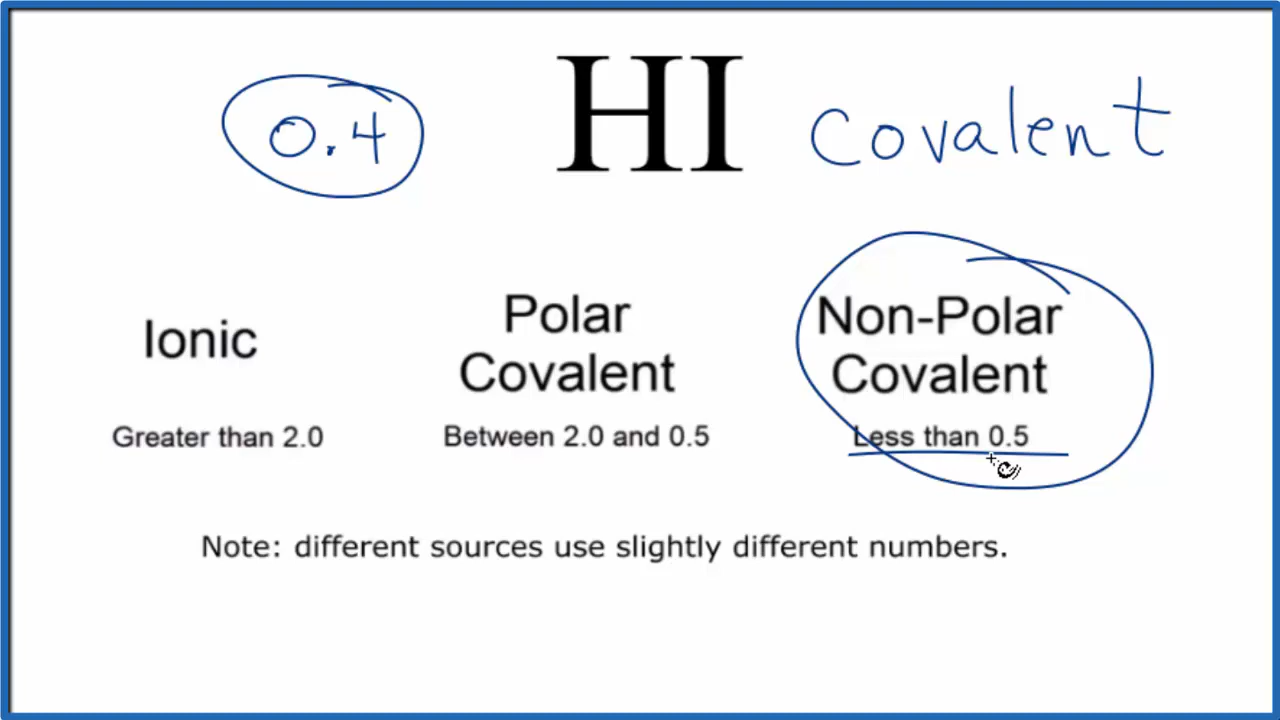 0.4 HI Covalent
Ionic
Polar
Covalent
Non-Polar
Covalent
Greater than 2.0
Between 2.0 and 0.5
Less than 0.5
Note: different sources use slightly different numbers.